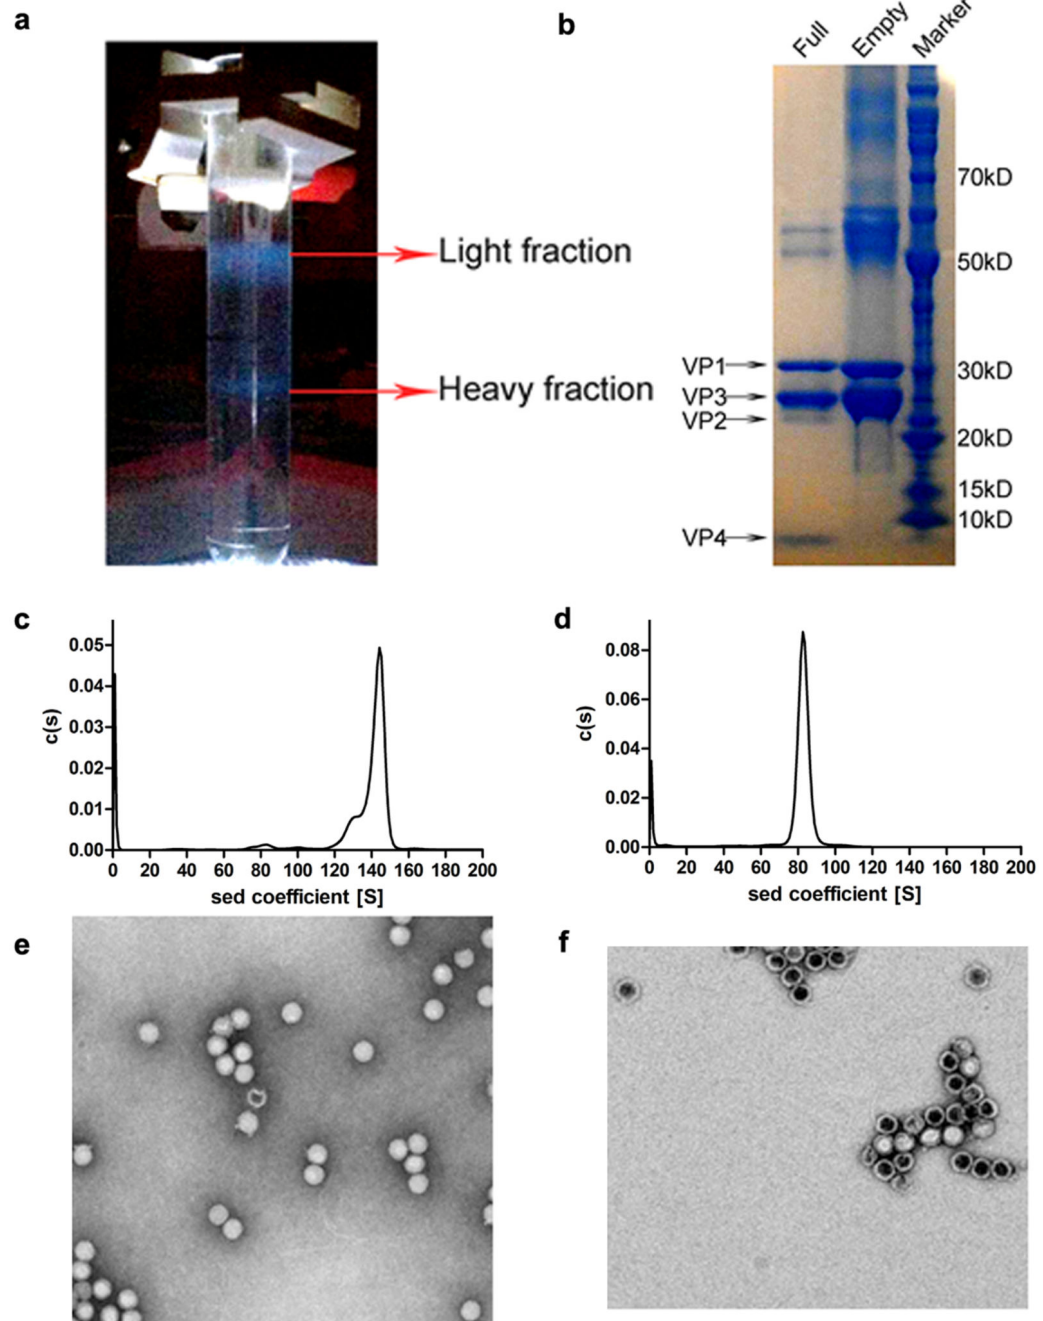 a
Light fraction
Heavy fraction
b
Full
Empty
Marker
70kD
50kD
VP1
30kD
VP3
VP2
20kD
15kD
VP4
10kD
c
0.05
0.04
0.03
0.02
0.01
0.00
c(s)
0 20 40 60 80 100 120 140 160 180 200
sed coefficient [S]
d
0.08
0.06
0.04
0.02
0.00
c(s)
0 20 40 60 80 100 120 140 160 180 200
sed coefficient [S]
e
f